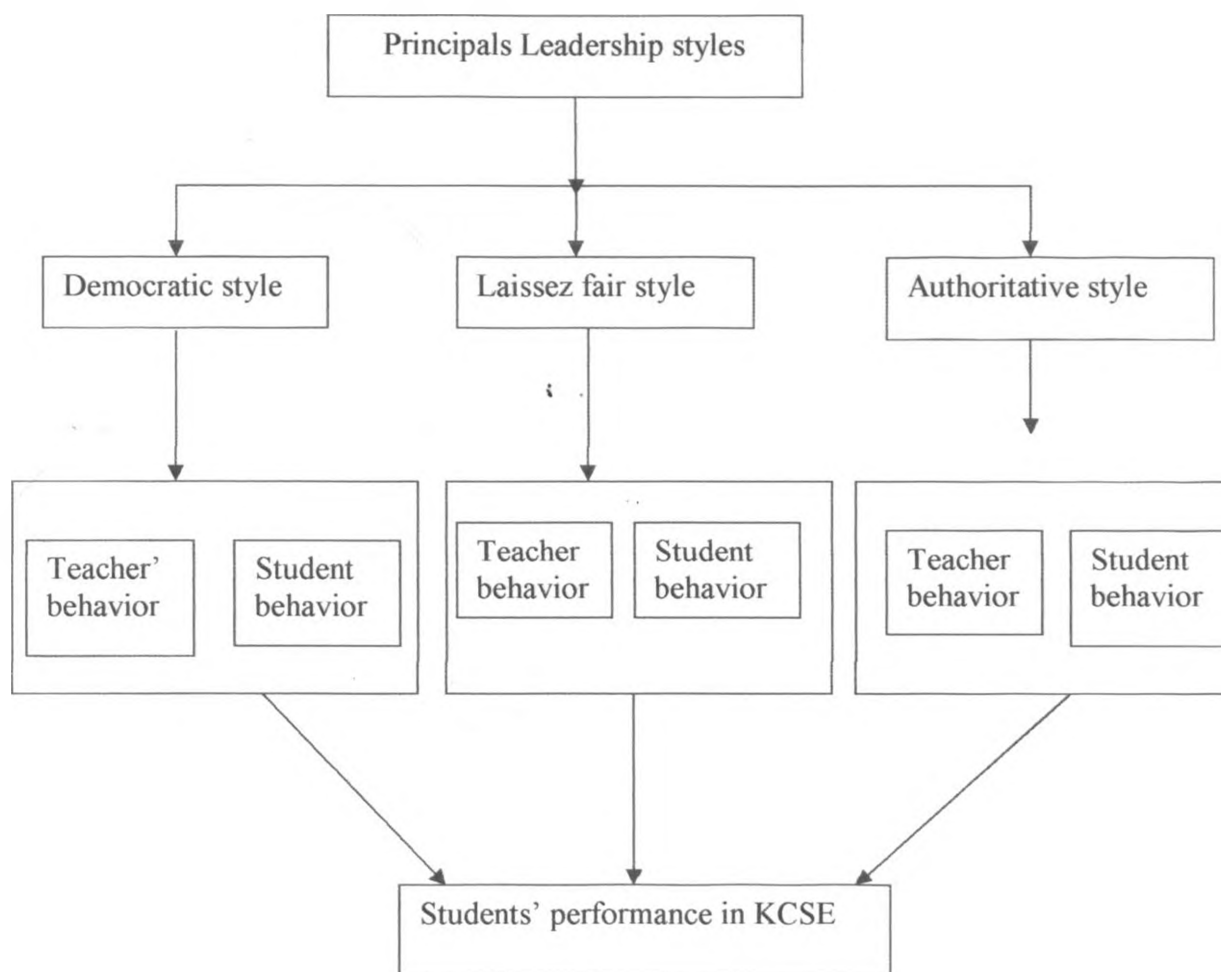 Principals Leadership styles
Democratic style
Laissez fair style
Authoritative style
Teacher’
behavior
Student
behavior
Teacher
behavior
Student
behavior
Teacher
behavior
Student
behavior
Students’ performance in KCSE